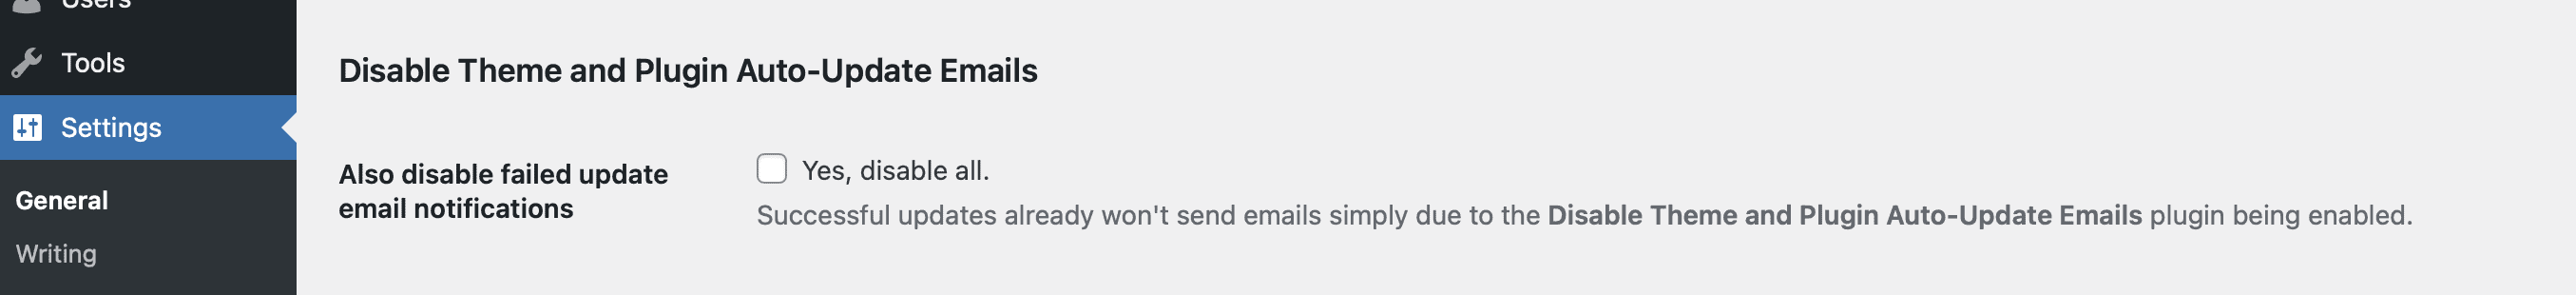 Users
Tools
Settings
General
Writing
Disable Theme and Plugin Auto-Update Emails
Also disable failed update
email notifications
Yes, disable all.
Successful updates already won't send emails simply due to the Disable Theme and Plugin Auto-Update Emails plugin being enabled.